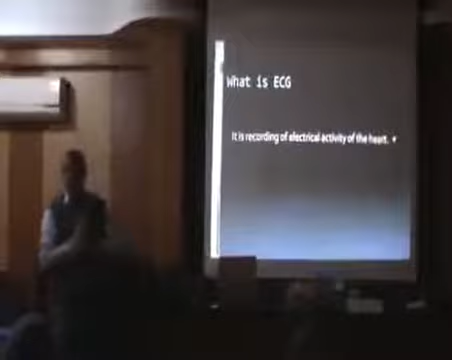 What is ECG
It is recording of electrical activity of the heart.